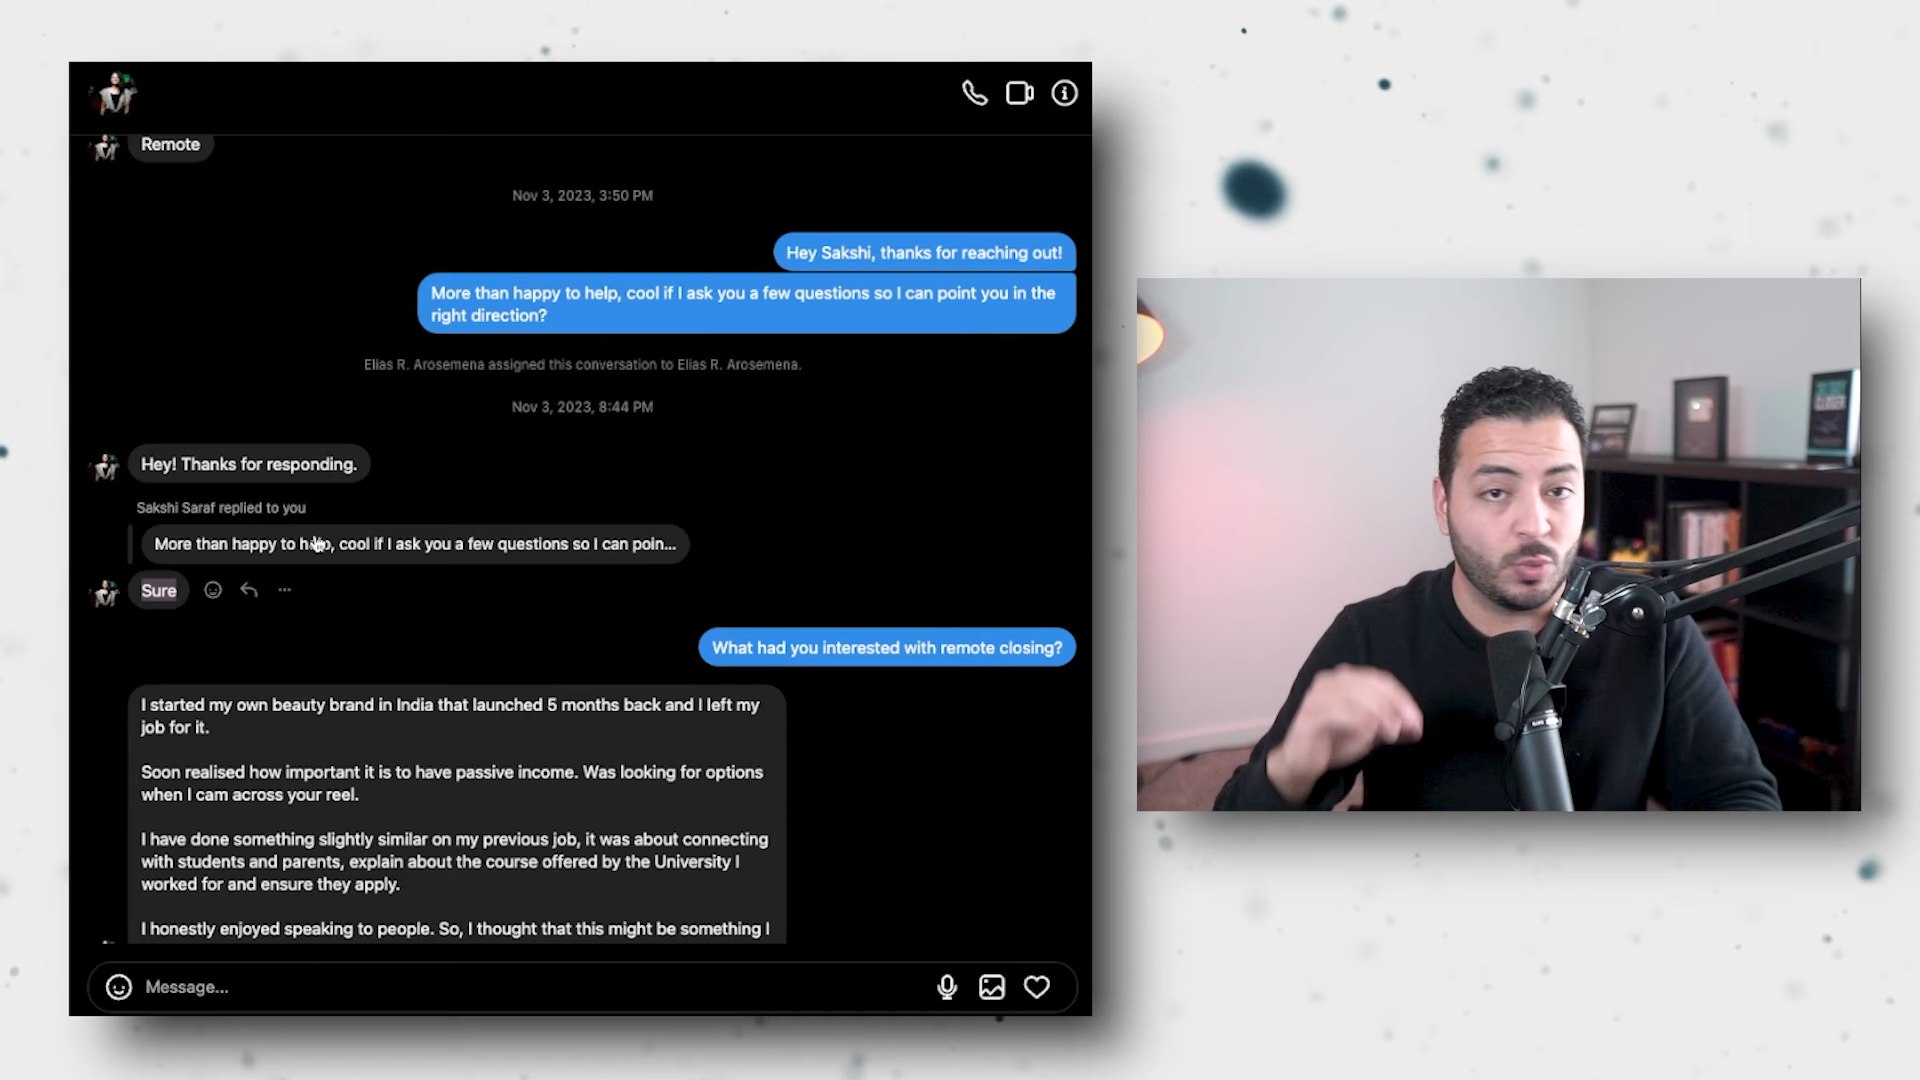 Remote
Nov 3, 2023, 3:50 PM
Hey Sakshi, thanks for reaching out!
More than happy to help, cool if I ask you a few questions so I can point you in the
right direction?
Elias R. Arosemena assigned this conversation to Elias R. Arosemena.
Nov 3, 2023, 8:44 PM
Hey! Thanks for responding.
Sakshi Saraf replied to you
More than happy to help, cool if I ask you a few questions so I can poin...
Sure
What had you interested with remote closing?
I started my own beauty brand in India that launched 5 months back and I left my
job for it.
Soon realised how important it is to have passive income. Was looking for options
when I cam across your reel.
I have done something slightly similar on my previous job, it was about connecting
with students and parents, explain about the course offered by the University I
worked for and ensure they apply.
I honestly enjoyed speaking to people. So, I thought that this might be something I
Message...